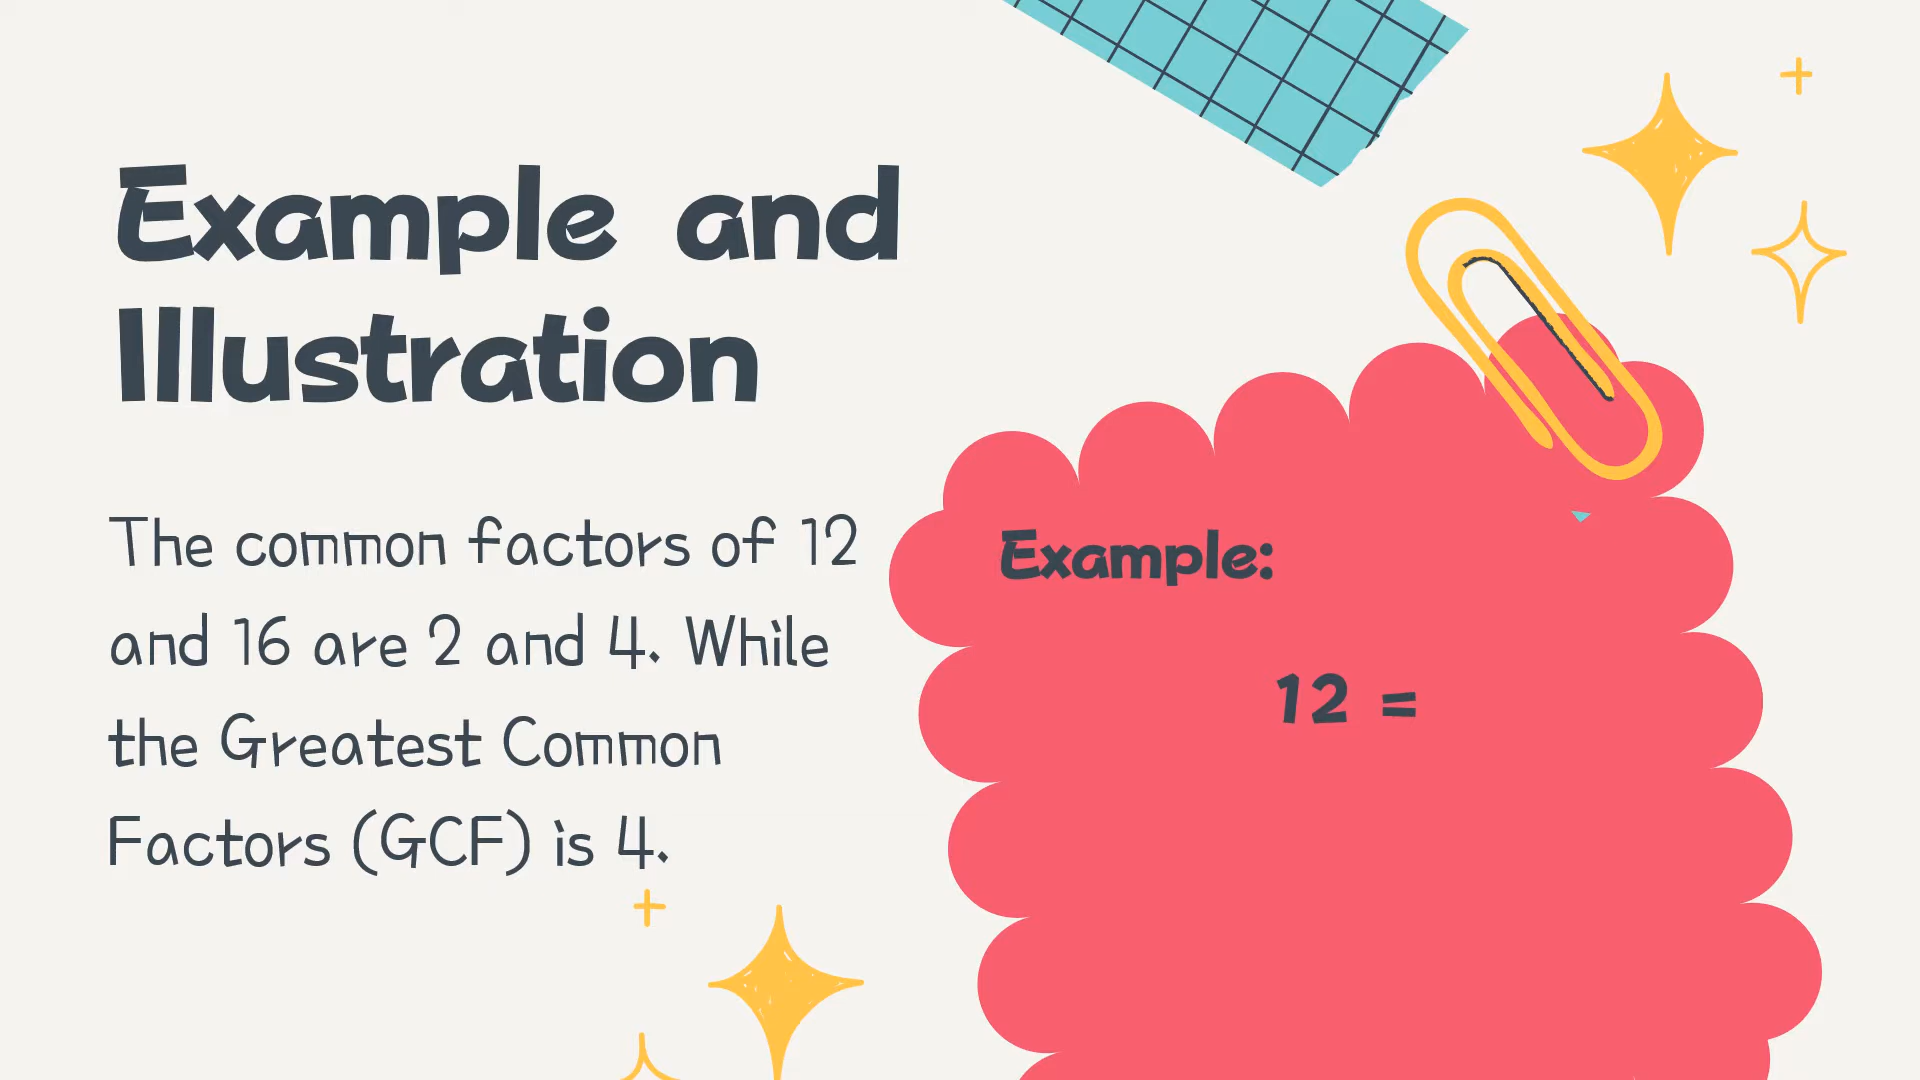 Example and
Illustration
The common factors of 12
and 16 are 2 and 4. While
the Greatest Common
Factors (GCF) is 4.
Example:
12 =